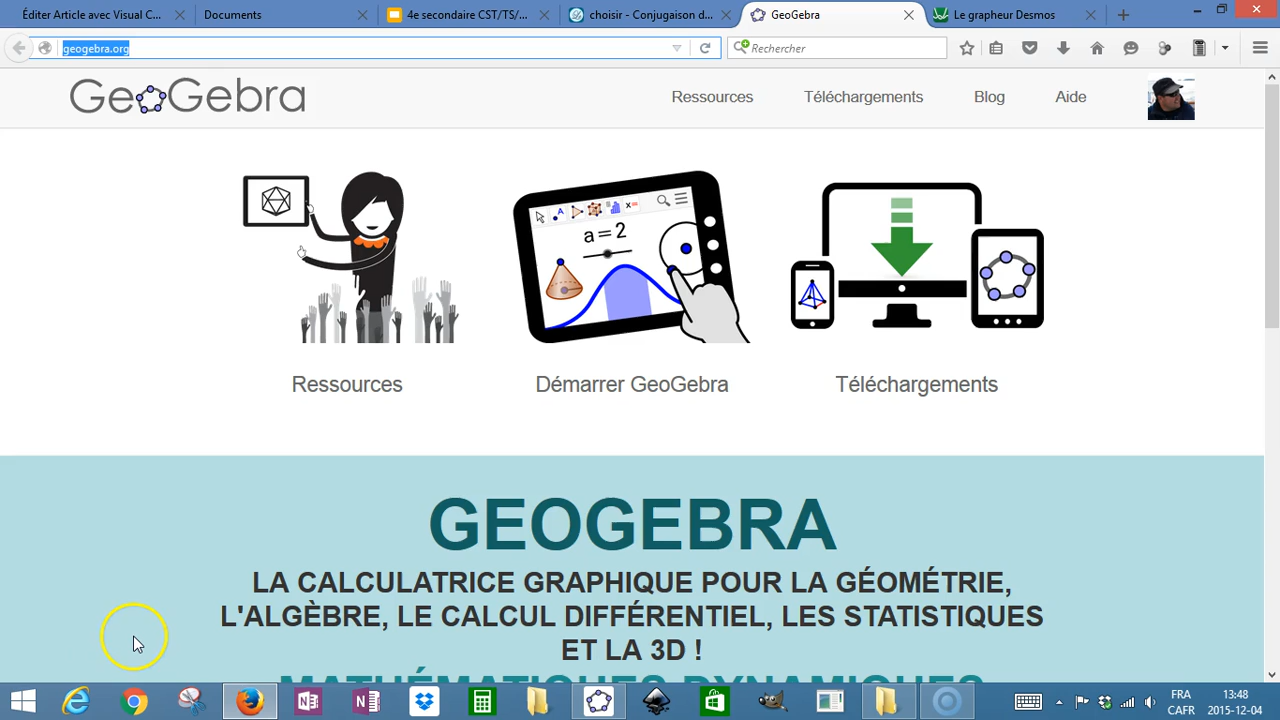 Éditer Article avec Visual C...
Documents
4e secondaire CST/TS/...
choisir - Conjugaison d...
GeoGebra
Le grapheur Desmos
geogebra.org
Rechercher
GeoGebra
Ressources
Téléchargements
Blog
Aide
a = 2
Ressources
Démarrer GeoGebra
Téléchargements
GEOGEBRA
LA CALCULATRICE GRAPHIQUE POUR LA GÉOMÉTRIE,
L'ALGÈBRE, LE CALCUL DIFFÉRENTIEL, LES STATISTIQUES
ET LA 3D !
MATHÉMATIQUES DYNAMIQUES
FRA
CAFR
13:48
2015-12-04